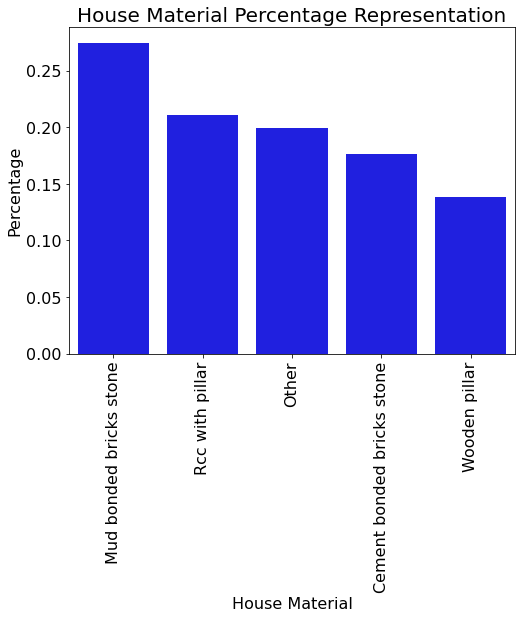 House Material Percentage Representation
Percentage
0.25
0.20
0.15
0.10
0.05
0.00
Mud bonded bricks stone
Rcc with pillar
Other
Cement bonded bricks stone
Wooden pillar
House Material